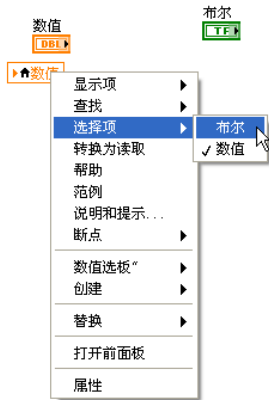 数值
布尔
DBL
TF
数值
显示项
查找
选择项
布尔
转换为读取
✓ 数值
帮助
范例
说明和提示...
断点
数值选板“
创建
替换
打开前面板
属性